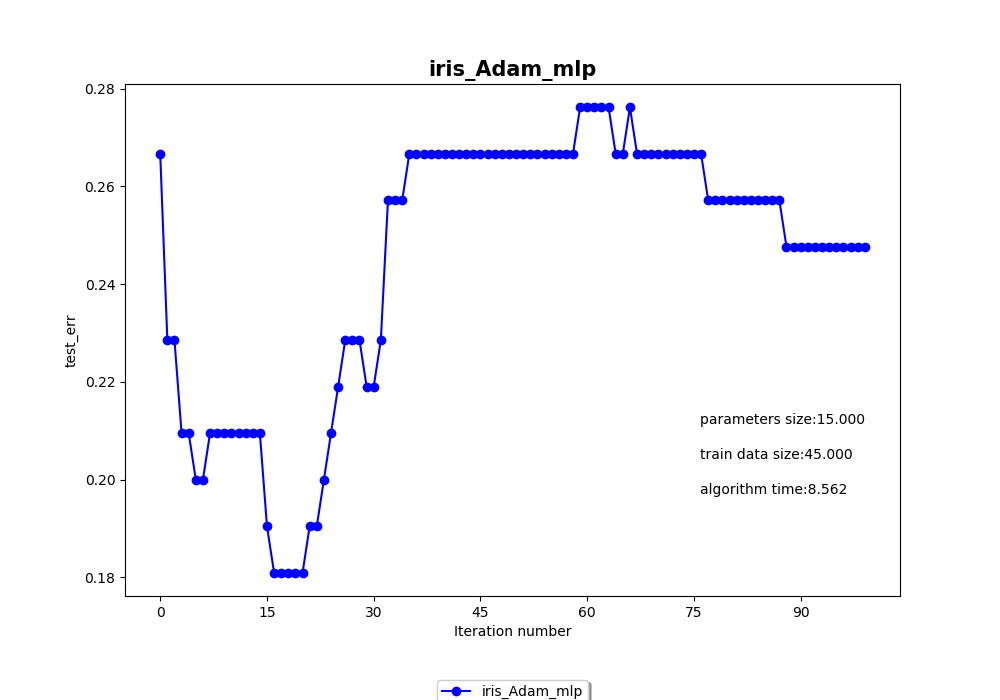 iris_Adam_mlp
0.28
0.26
0.24
0.22
0.20
0.18
test_err
parameters size:15.000
train data size:45.000
algorithm time:8.562
0 15 30 45 60 75 90
Iteration number
iris_Adam_mlp